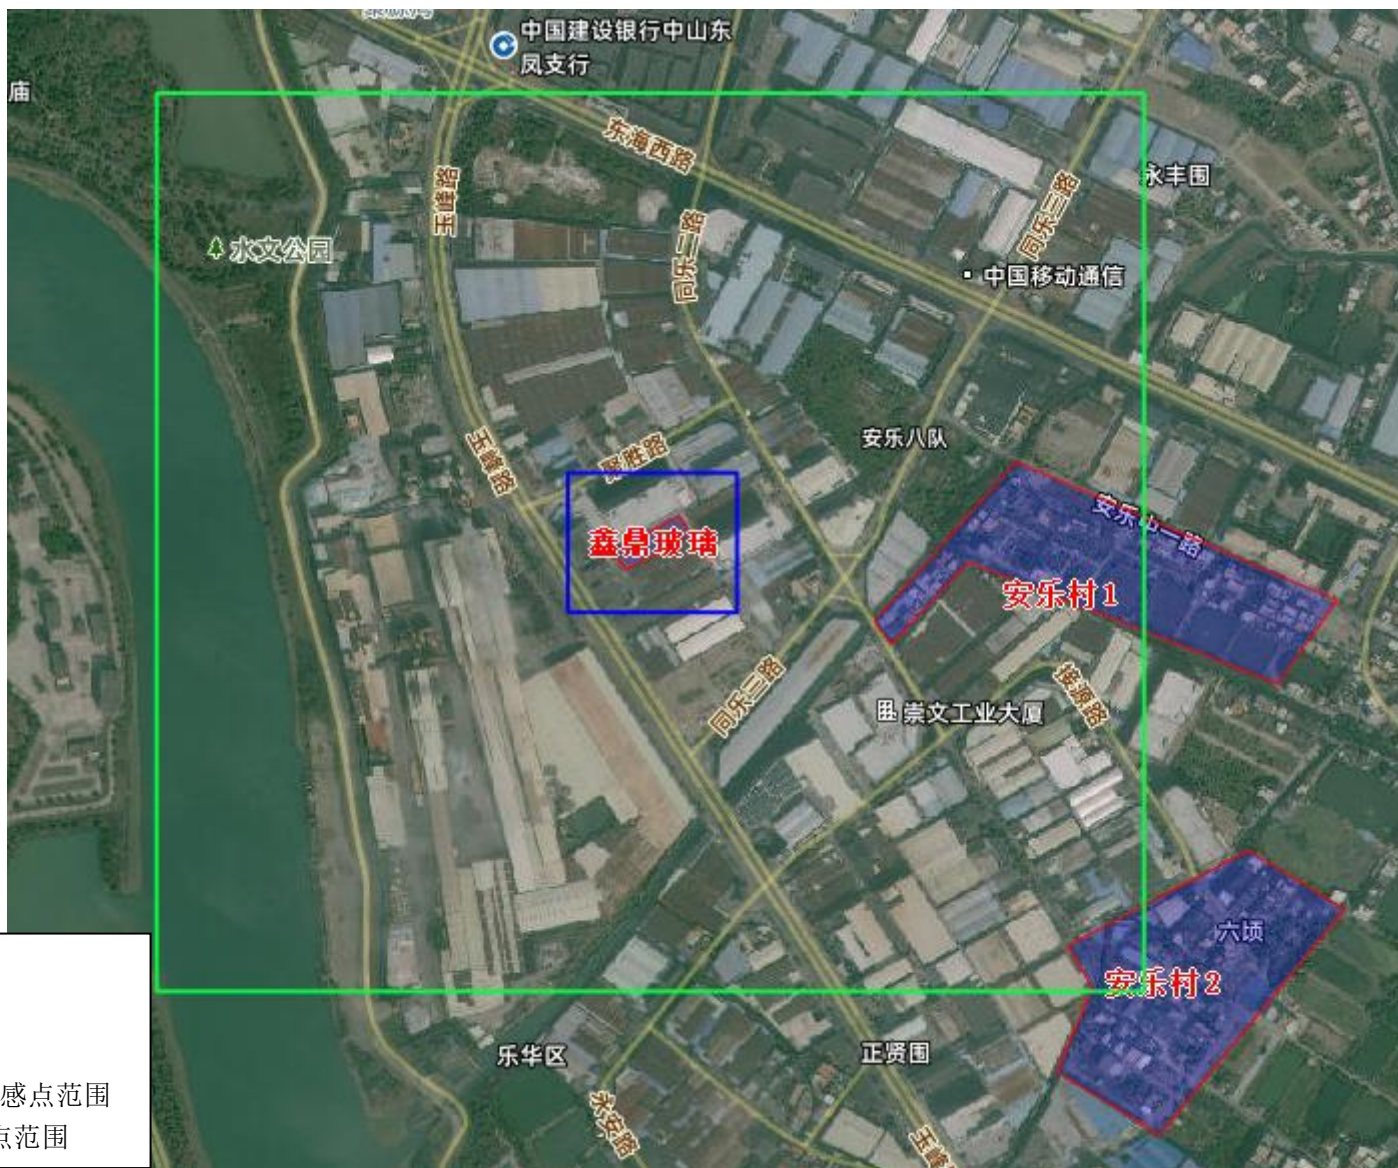 中国建设银行中山东
凤支行
庙
东海西路
玉峰路
永丰围
水文公园
同乐二路
同乐三路
中国移动通信
安乐八队
玉峰路
聚胜路
安乐中一路
鑫鼎玻璃
安乐村1
同乐三路
崇文工业大厦
六顷
安乐村2
乐华区
正贤围
感点范围
点范围
永安路
玉峰